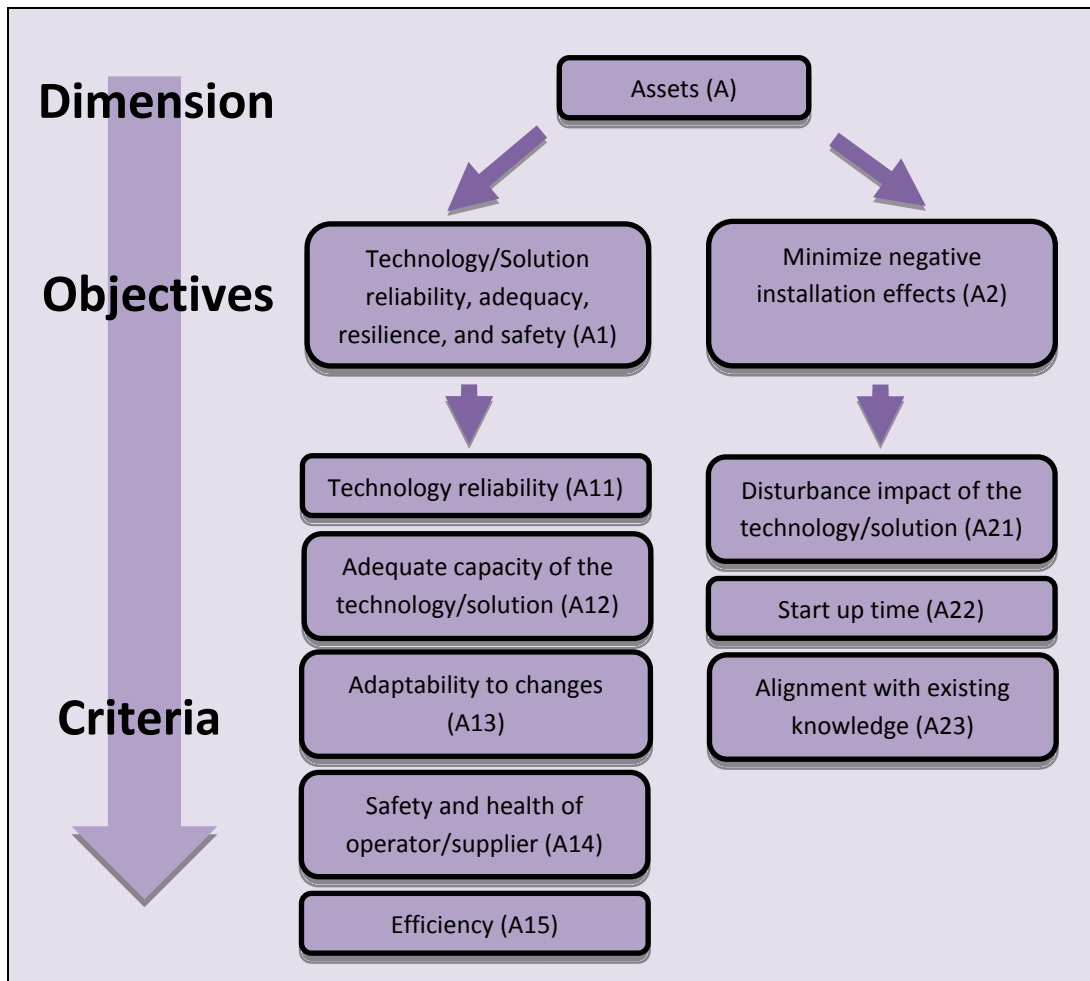 Dimension
Assets (A)
Objectives
Technology/Solution
reliability, adequacy,
resilience, and safety (A1)
Minimize negative
installation effects (A2)
Criteria
Technology reliability (A11)
Adequate capacity of the
technology/solution (A12)
Adaptability to changes
(A13)
Safety and health of
operator/supplier (A14)
Efficiency (A15)
Disturbance impact of the
technology/solution (A21)
Start up time (A22)
Alignment with existing
knowledge (A23)